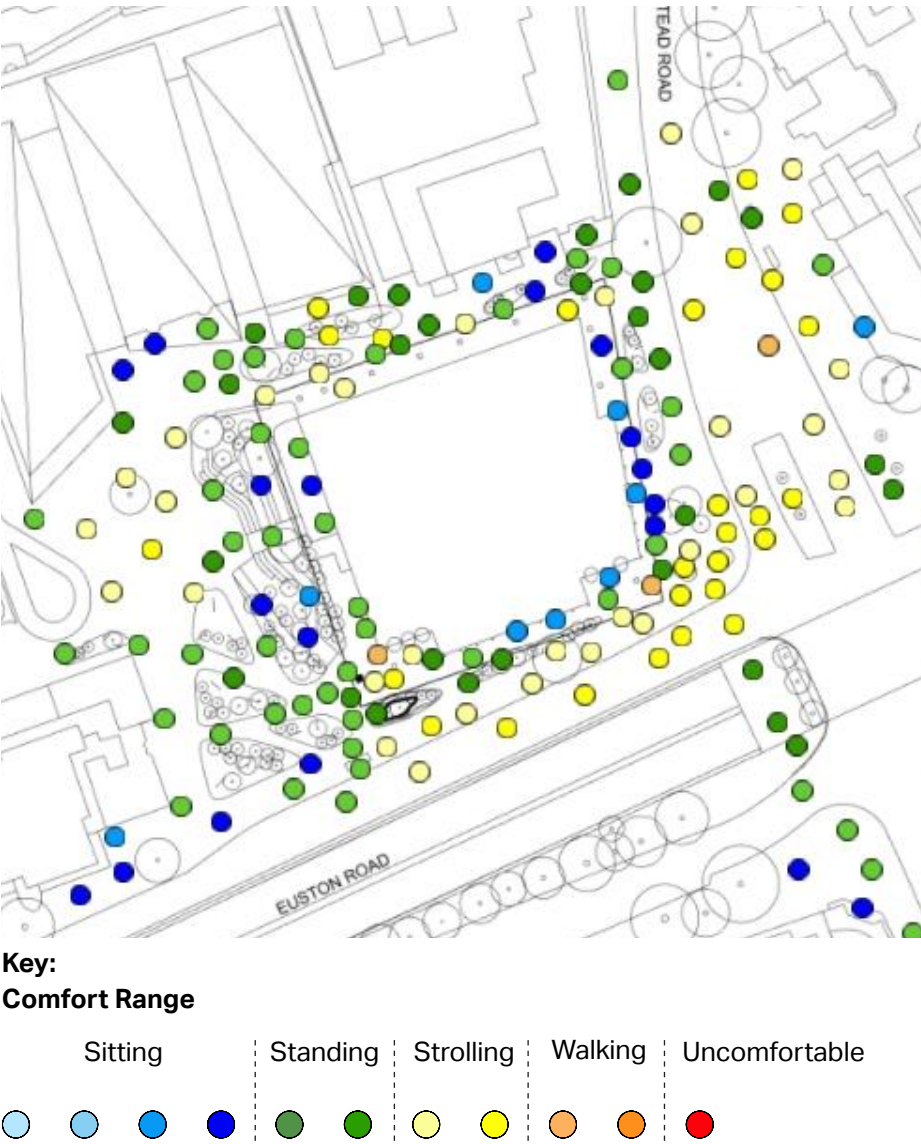 TEAD ROAD
EUSTON ROAD
Key:
Comfort Range
Sitting Standing Strolling Walking Uncomfortable